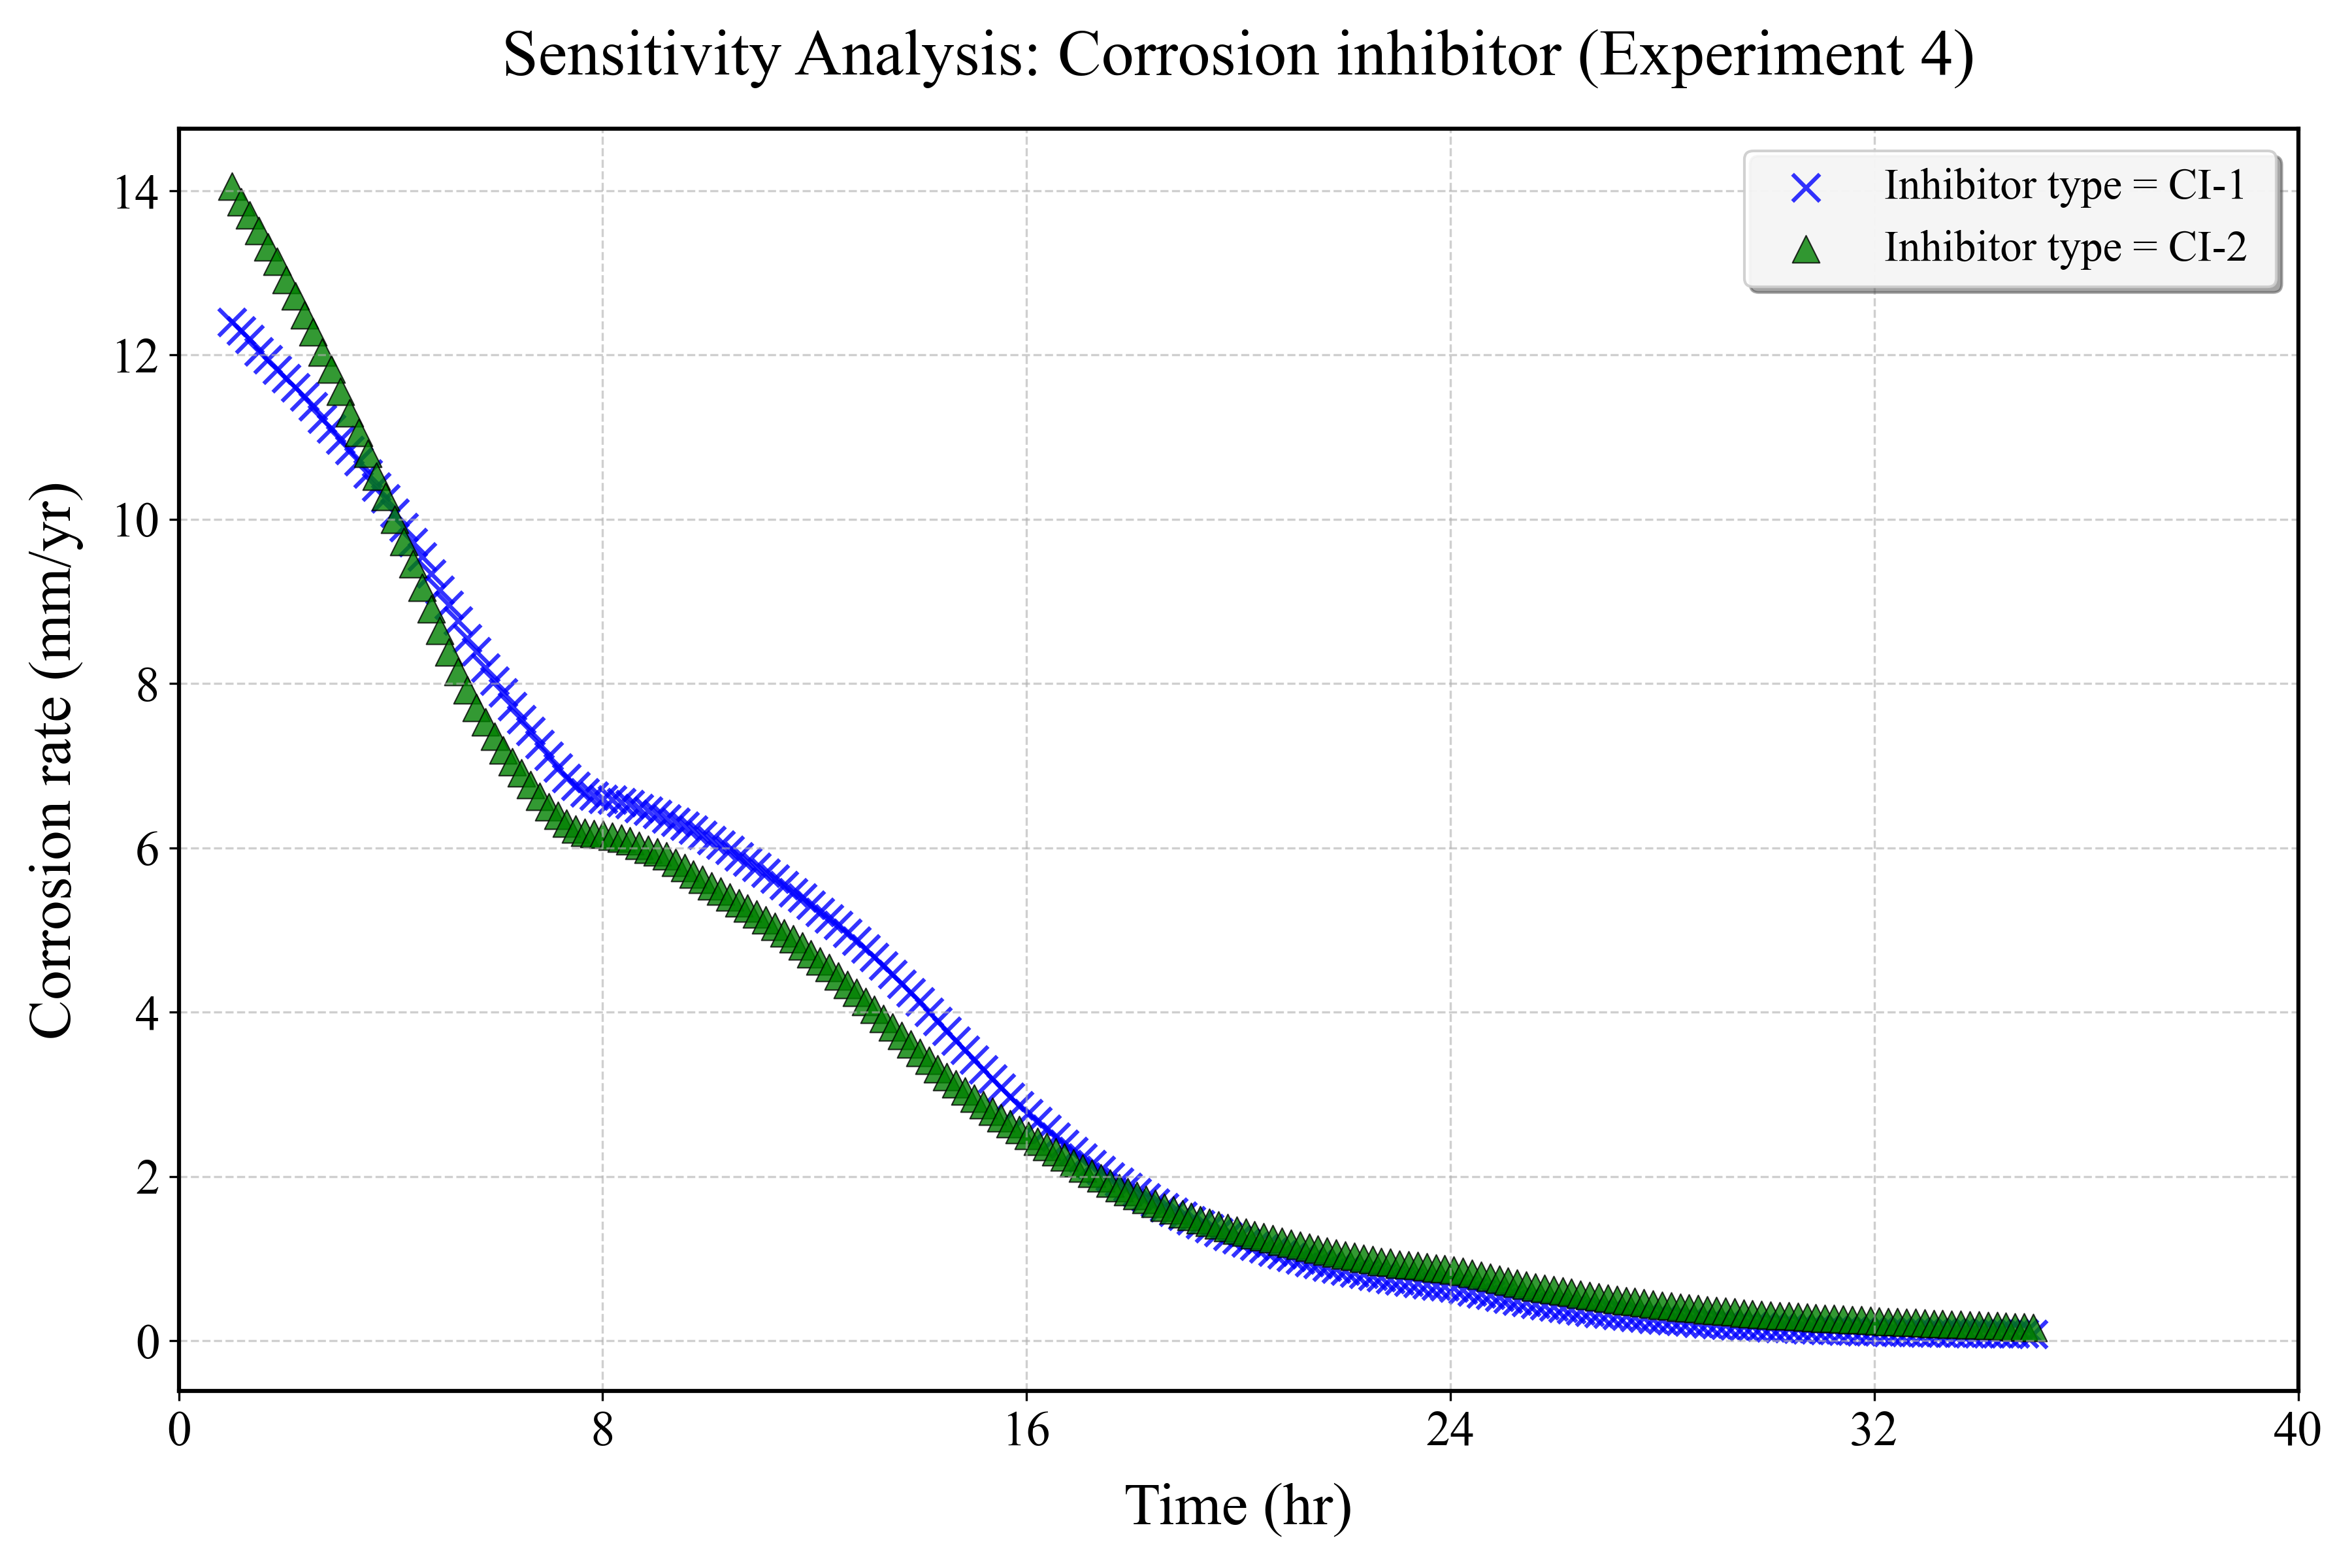 Sensitivity Analysis: Corrosion inhibitor (Experiment 4)
Inhibitor type = CI-1
Inhibitor type = CI-2
Corrosion rate (mm/yr)
14
12
10
8
6
4
2
0
0 8 16 24 32 40
Time (hr)